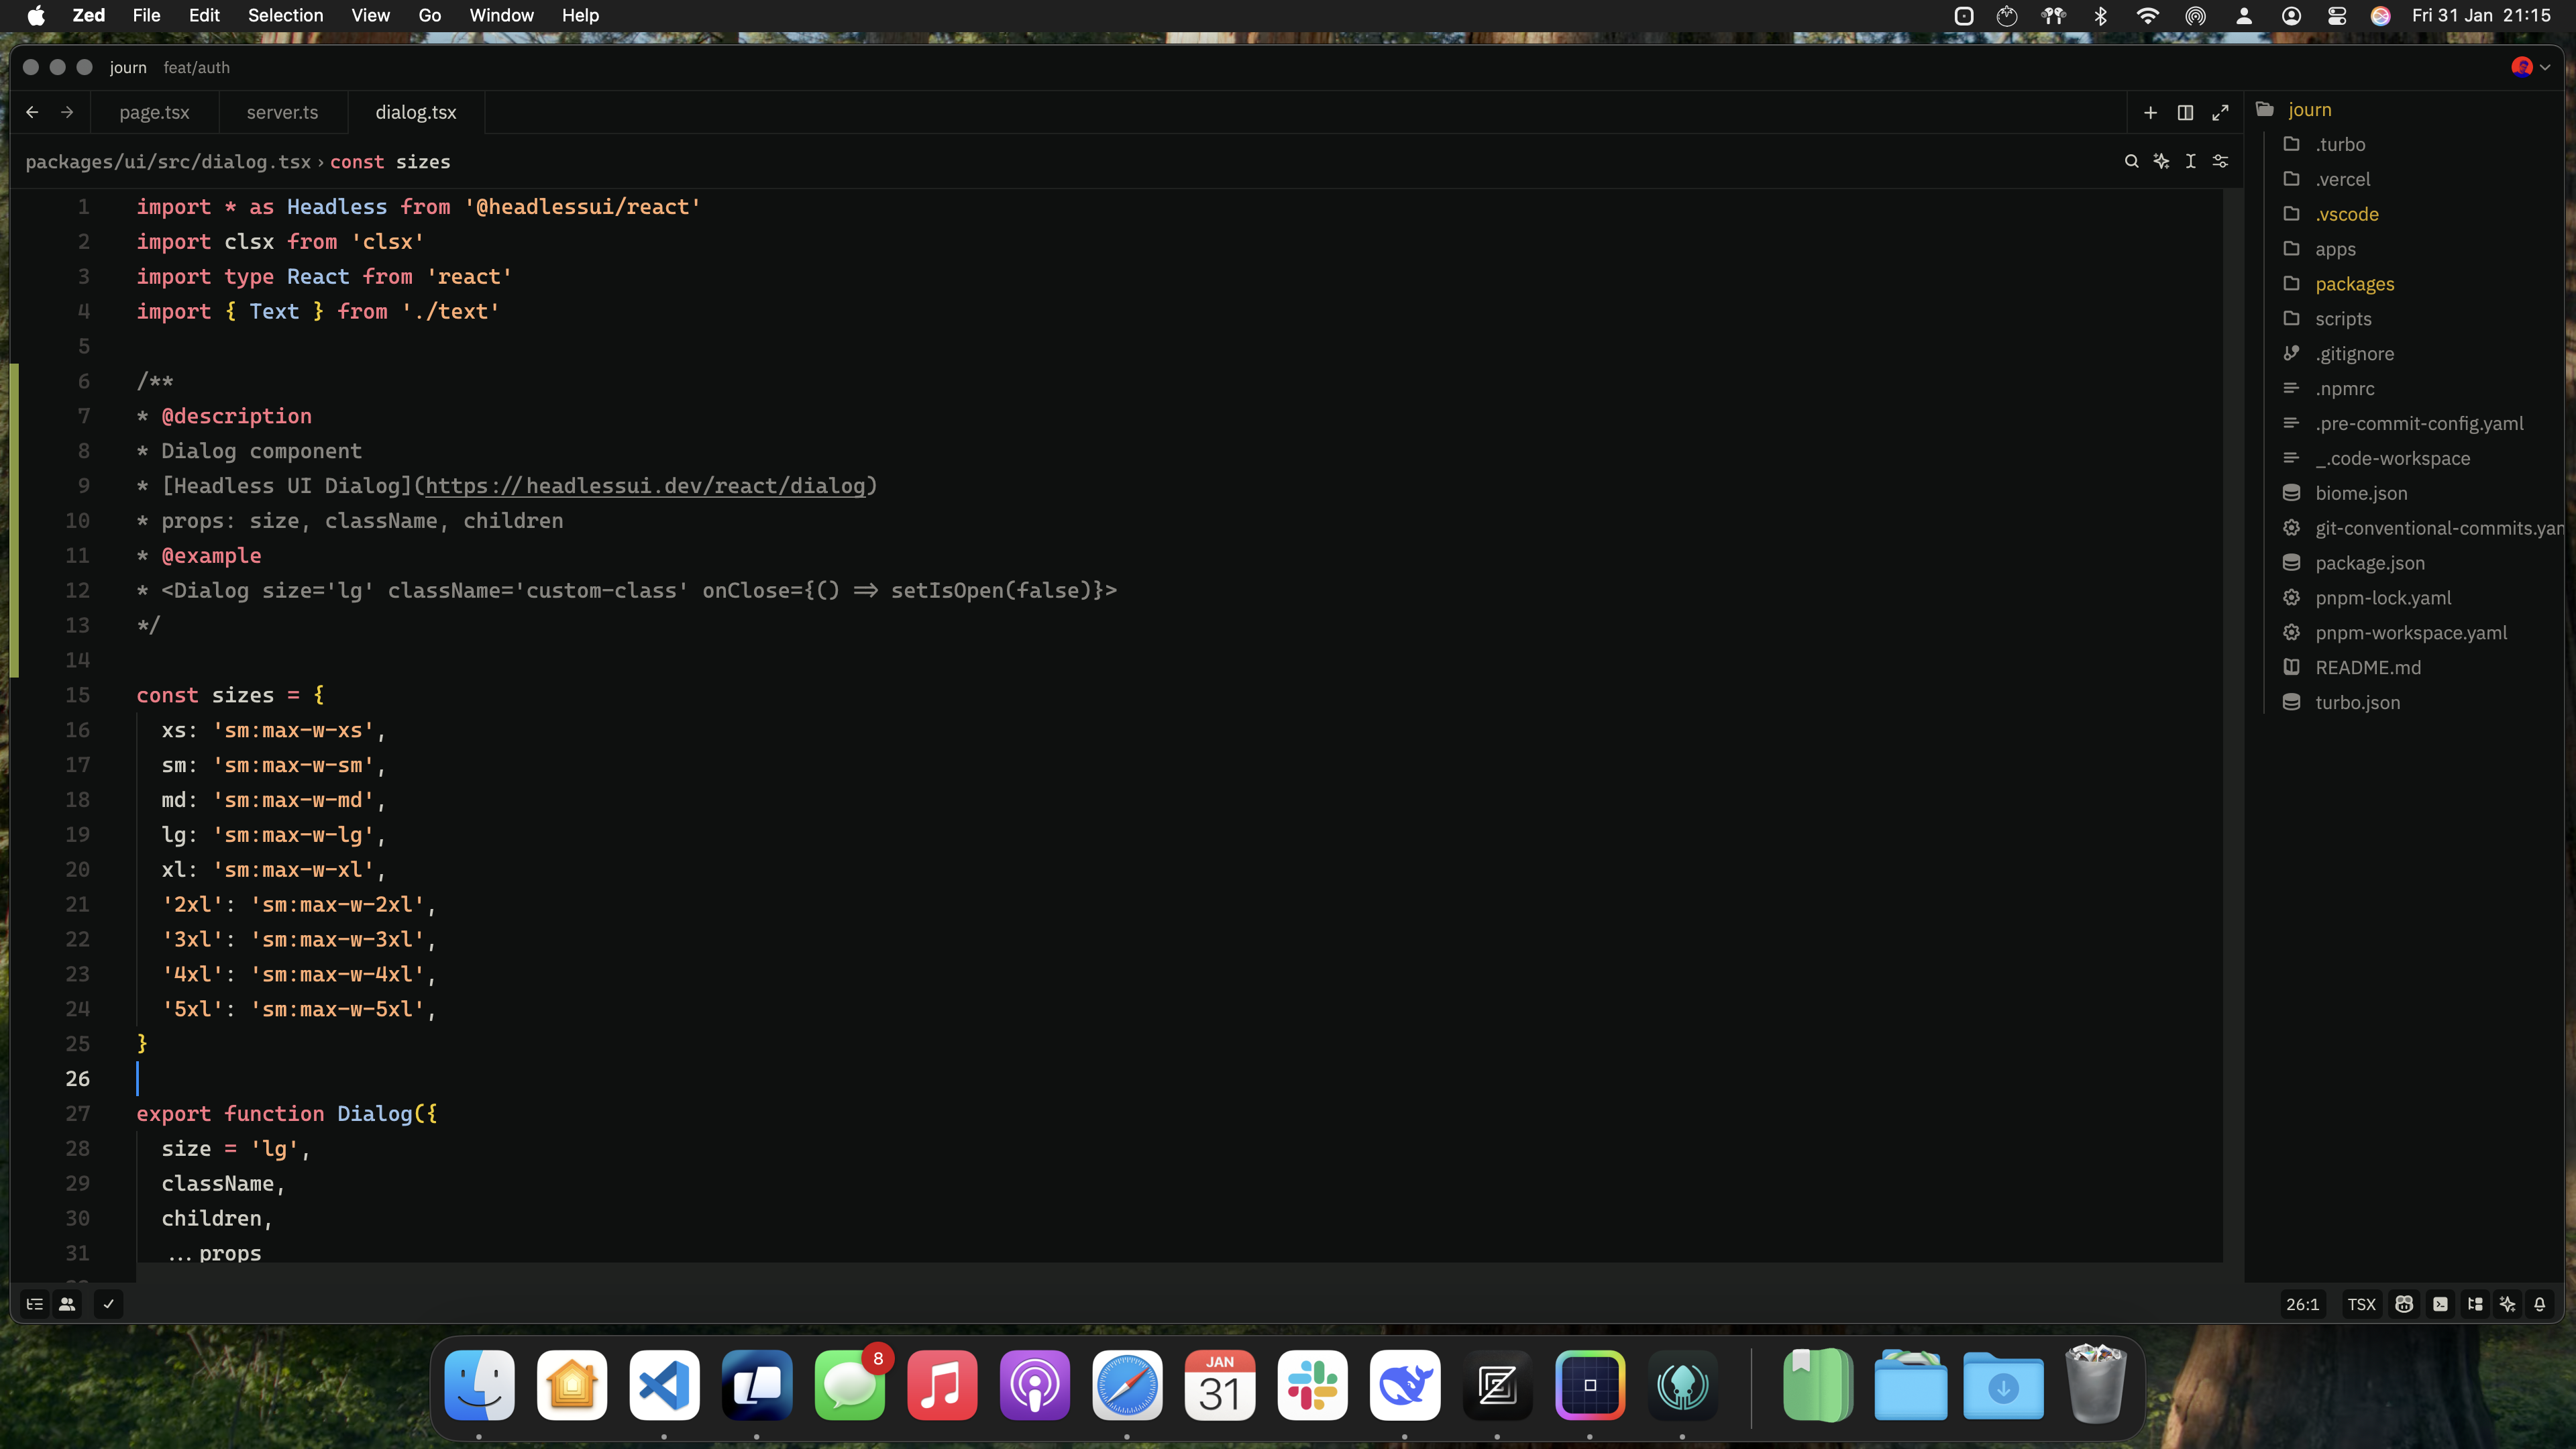 Zed File Edit Selection View Go Window Help Fri 31 Jan 21:15
journ feat/auth
page.tsx server.ts dialog.tsx
packages/ui/src/dialog.tsx › const sizes
1 import * as Headless from '@headlessui/react'
2 import clsx from 'clsx'
3 import type React from 'react'
4 import { Text } from './text'
5
6 /**
7 * @description
8 * Dialog component
9 * [Headless UI Dialog](https://headlessui.dev/react/dialog)
10 * props: size, className, children
11 * @example
12 * <Dialog size='lg' className='custom-class' onClose={() => setIsOpen(false)}>
13 */
14
15 const sizes = {
16 xs: 'sm:max-w-xs',
17 sm: 'sm:max-w-sm',
18 md: 'sm:max-w-md',
19 lg: 'sm:max-w-lg',
20 xl: 'sm:max-w-xl',
21 '2xl': 'sm:max-w-2xl',
22 '3xl': 'sm:max-w-3xl',
23 '4xl': 'sm:max-w-4xl',
24 '5xl': 'sm:max-w-5xl',
25 }
26
27 export function Dialog({
28 size = 'lg',
29 className,
30 children,
31 ...props
journ
.turbo
.vercel
.vscode
apps
packages
scripts
.gitignore
.npmrc
.pre-commit-config.yaml
_.code-workspace
biome.json
git-conventional-commits.yam
package.json
pnpm-lock.yaml
pnpm-workspace.yaml
README.md
turbo.json
26:1 TSX
8
JAN
31